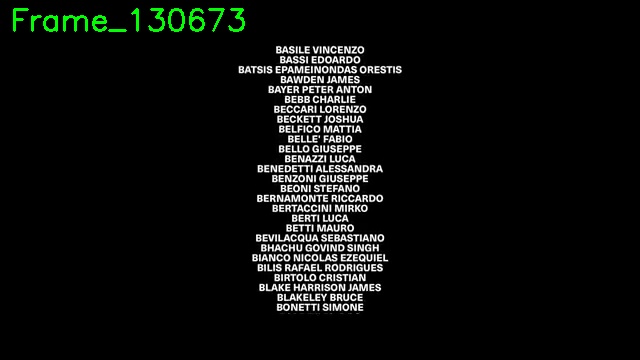 Frame_130673
BASILE VINCENZO
BASSI EDOARDO
BATSIS EPAMEINONDAS ORESTIS
BAWDEN JAMES
BAYER PETER ANTON
BEBB CHARLIE
BECCARI LORENZO
BECKETT JOSHUA
BELFICO MATTIA
BELLE' FABIO
BELLO GIUSEPPE
BENAZZI LUCA
BENEDETTI ALESSANDRA
BENZONI GIUSEPPE
BEONI STEFANO
BERNAMONTE RICCARDO
BERTACCINI MIRKO
BERTI LUCA
BETTI MAURO
BEVILACQUA SEBASTIANO
BHACHU GOVIND SINGH
BIANCO NICOLAS EZEQUIEL
BILIS RAFAEL RODRIGUES
BIRTOLO CRISTIAN
BLAKE HARRISON JAMES
BLAKELEY BRUCE
BONETTI SIMONE